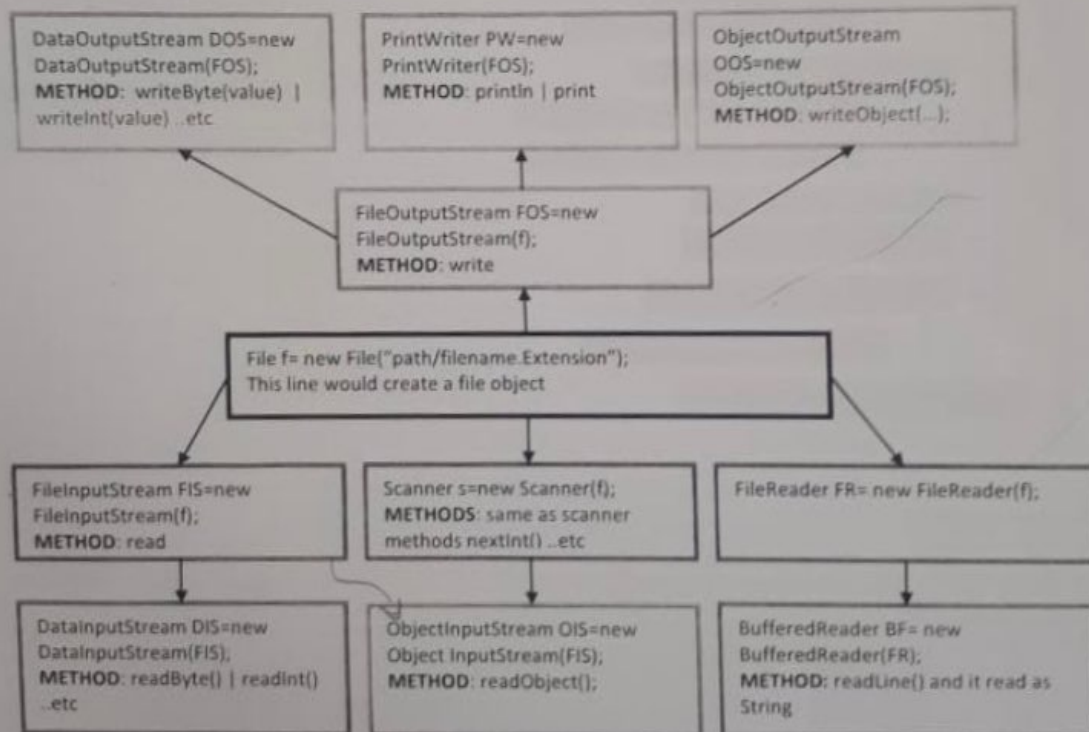 DataOutputStream DOS=new
DataOutputStream(FOS);
METHOD: writeByte(value) |
writeInt(value) ..etc
PrintWriter PW=new
PrintWriter(FOS);
METHOD: println | print
ObjectOutputStream
OOS=new
ObjectOutputStream(FOS);
METHOD: writeObject(...);
FileOutputStream FOS=new
FileOutputStream(f);
METHOD: write
File f= new File("path/filename.Extension");
This line would create a file object
FileInputStream FIS=new
FileInputStream(f);
METHOD: read
Scanner s=new Scanner(f);
METHODS: same as scanner
methods nextInt() ..etc
FileReader FR= new FileReader(f);
DataInputStream DIS=new
DataInputStream(FIS);
METHOD: readByte() | readInt()
..etc
ObjectInputStream OIS=new
Object InputStream(FIS);
METHOD: readObject();
BufferedReader BF= new
BufferedReader(FR);
METHOD: readLine() and it read as
String